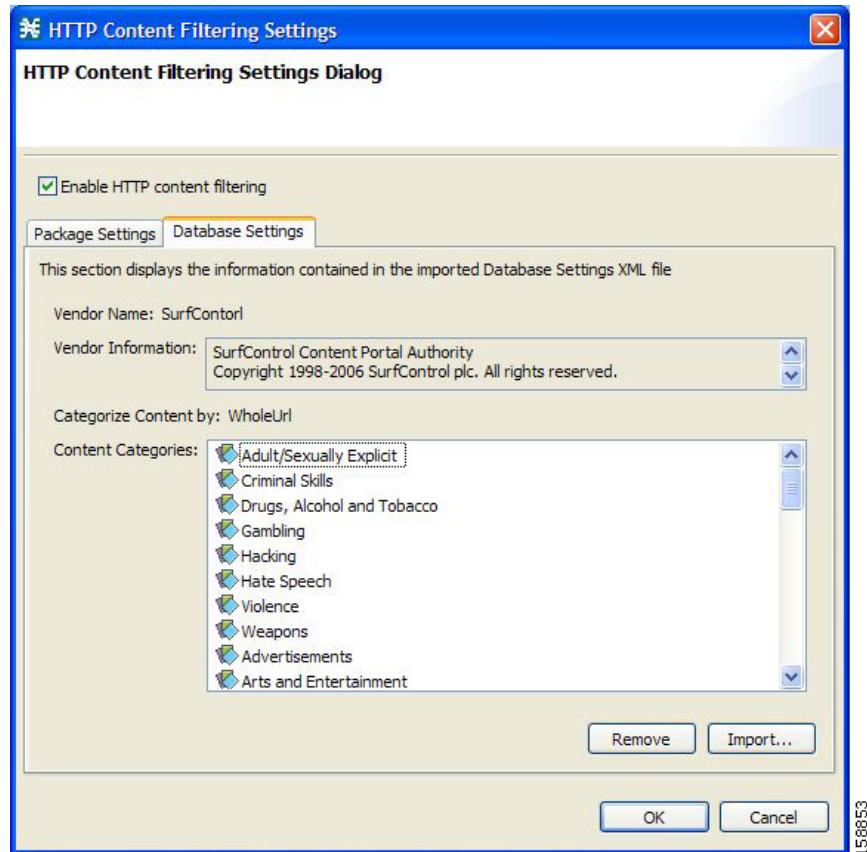 HTTP Content Filtering Settings
HTTP Content Filtering Settings Dialog
Enable HTTP content filtering
Package Settings Database Settings
This section displays the information contained in the imported Database Settings XML file
Vendor Name: SurfContorl
Vendor Information: SurfControl Content Portal Authority
Copyright 1998-2006 SurfControl plc. All rights reserved.
Categorize Content by: WholeUrl
Content Categories: Adult/Sexually Explicit
Criminal Skills
Drugs, Alcohol and Tobacco
Gambling
Hacking
Hate Speech
Violence
Weapons
Advertisements
Arts and Entertainment
Remove Import...
OK Cancel
158853